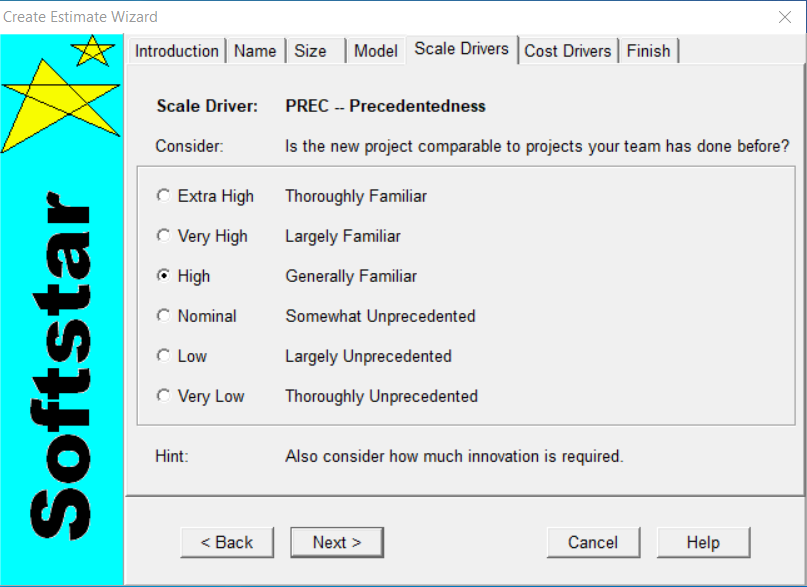 Create Estimate Wizard
Softstar
Introduction Name Size Model Scale Drivers Cost Drivers Finish
Scale Driver: PREC -- Precedentedness
Consider: Is the new project comparable to projects your team has done before?
Extra High Thoroughly Familiar
Very High Largely Familiar
High Generally Familiar
Nominal Somewhat Unprecedented
Low Largely Unprecedented
Very Low Thoroughly Unprecedented
Hint: Also consider how much innovation is required.
< Back Next > Cancel Help